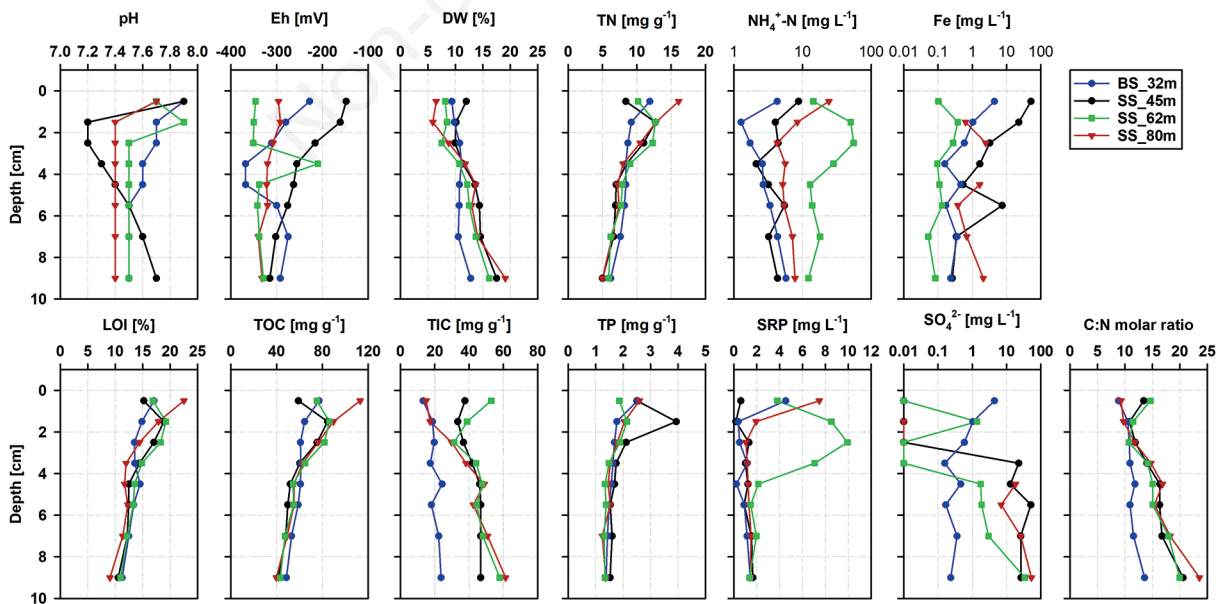 pH Eh [mV] DW [%] TN [mg g⁻¹] NH₄⁺-N [mg L⁻¹] Fe [mg L⁻¹]
7.0 7.2 7.4 7.6 7.8 8.0 -400 -300 -200 -100 0 5 10 15 20 25 0 5 10 15 20 1 10 100 0.01 0.1 1 10 100
0
2
4
6
8
10
Depth [cm]
BS_32m
SS_45m
SS_62m
SS_80m
Non-c
LOI [%] TOC [mg g⁻¹] TIC [mg g⁻¹] TP [mg g⁻¹] SRP [mg L⁻¹] SO₄²⁻ [mg L⁻¹] C:N molar ratio
0 5 10 15 20 25 0 40 80 120 0 20 40 60 80 0 1 2 3 4 5 0 2 4 6 8 10 12 0.01 0.1 1 10 100 0 5 10 15 20 25
0
2
4
6
8
10
Depth [cm]